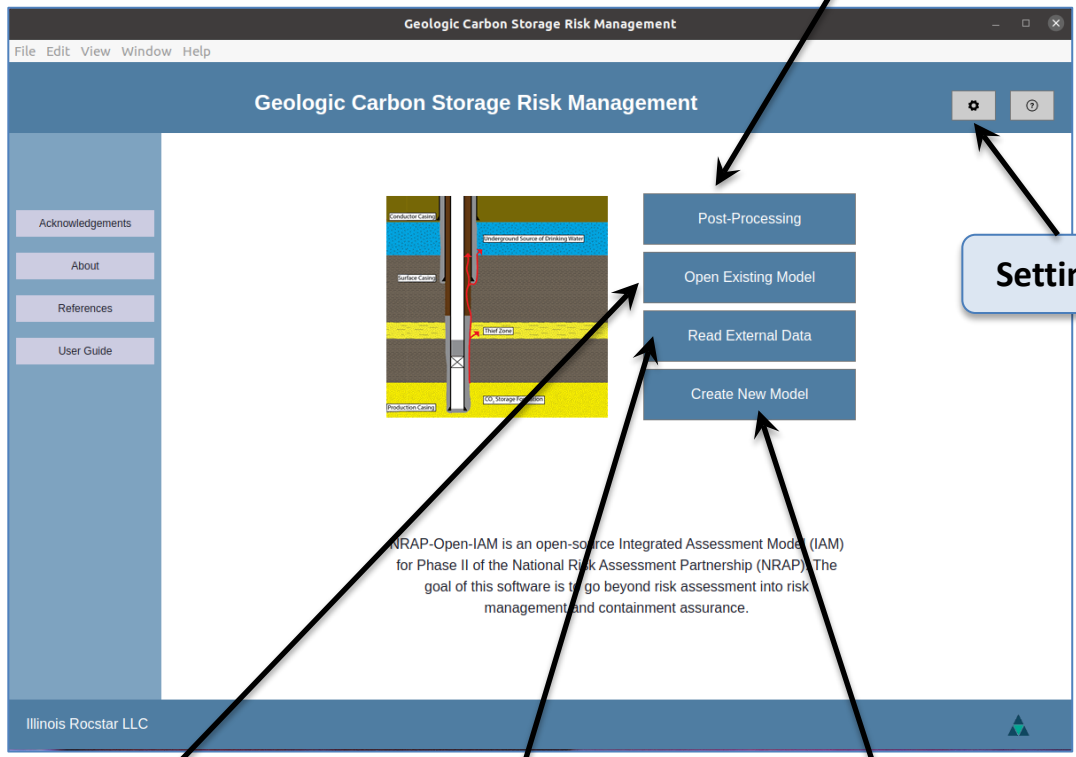 Geologic Carbon Storage Risk Management
File Edit View Window Help
Geologic Carbon Storage Risk Management
Acknowledgements
About
References
User Guide
Conductor Casing
Underground Source of Drinking Water
Surface Casing
Thief Zone
CO₂ Storage
Production Casing
Post-Processing
Open Existing Model
Read External Data
Create New Model
NRAP-Open-IAM is an open-source Integrated Assessment Model (IAM)
for Phase II of the National Risk Assessment Partnership (NRAP). The
goal of this software is to go beyond risk assessment into risk
management and containment assurance.
Illinois Rocstar LLC